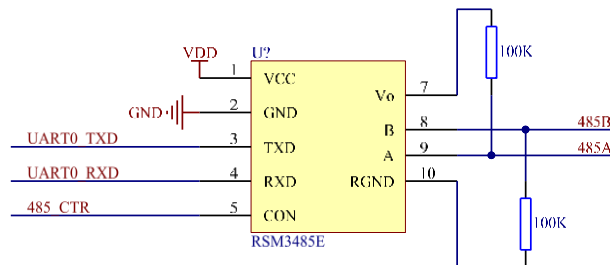 U?
VDD
100K
1
VCC
7
Vo
GND
2
GND
B
8
485B
UART0_TXD
3
TXD
A
9
485A
UART0_RXD
4
RXD
RGND
10
485_CTR
5
CON
100K
RSM3485E